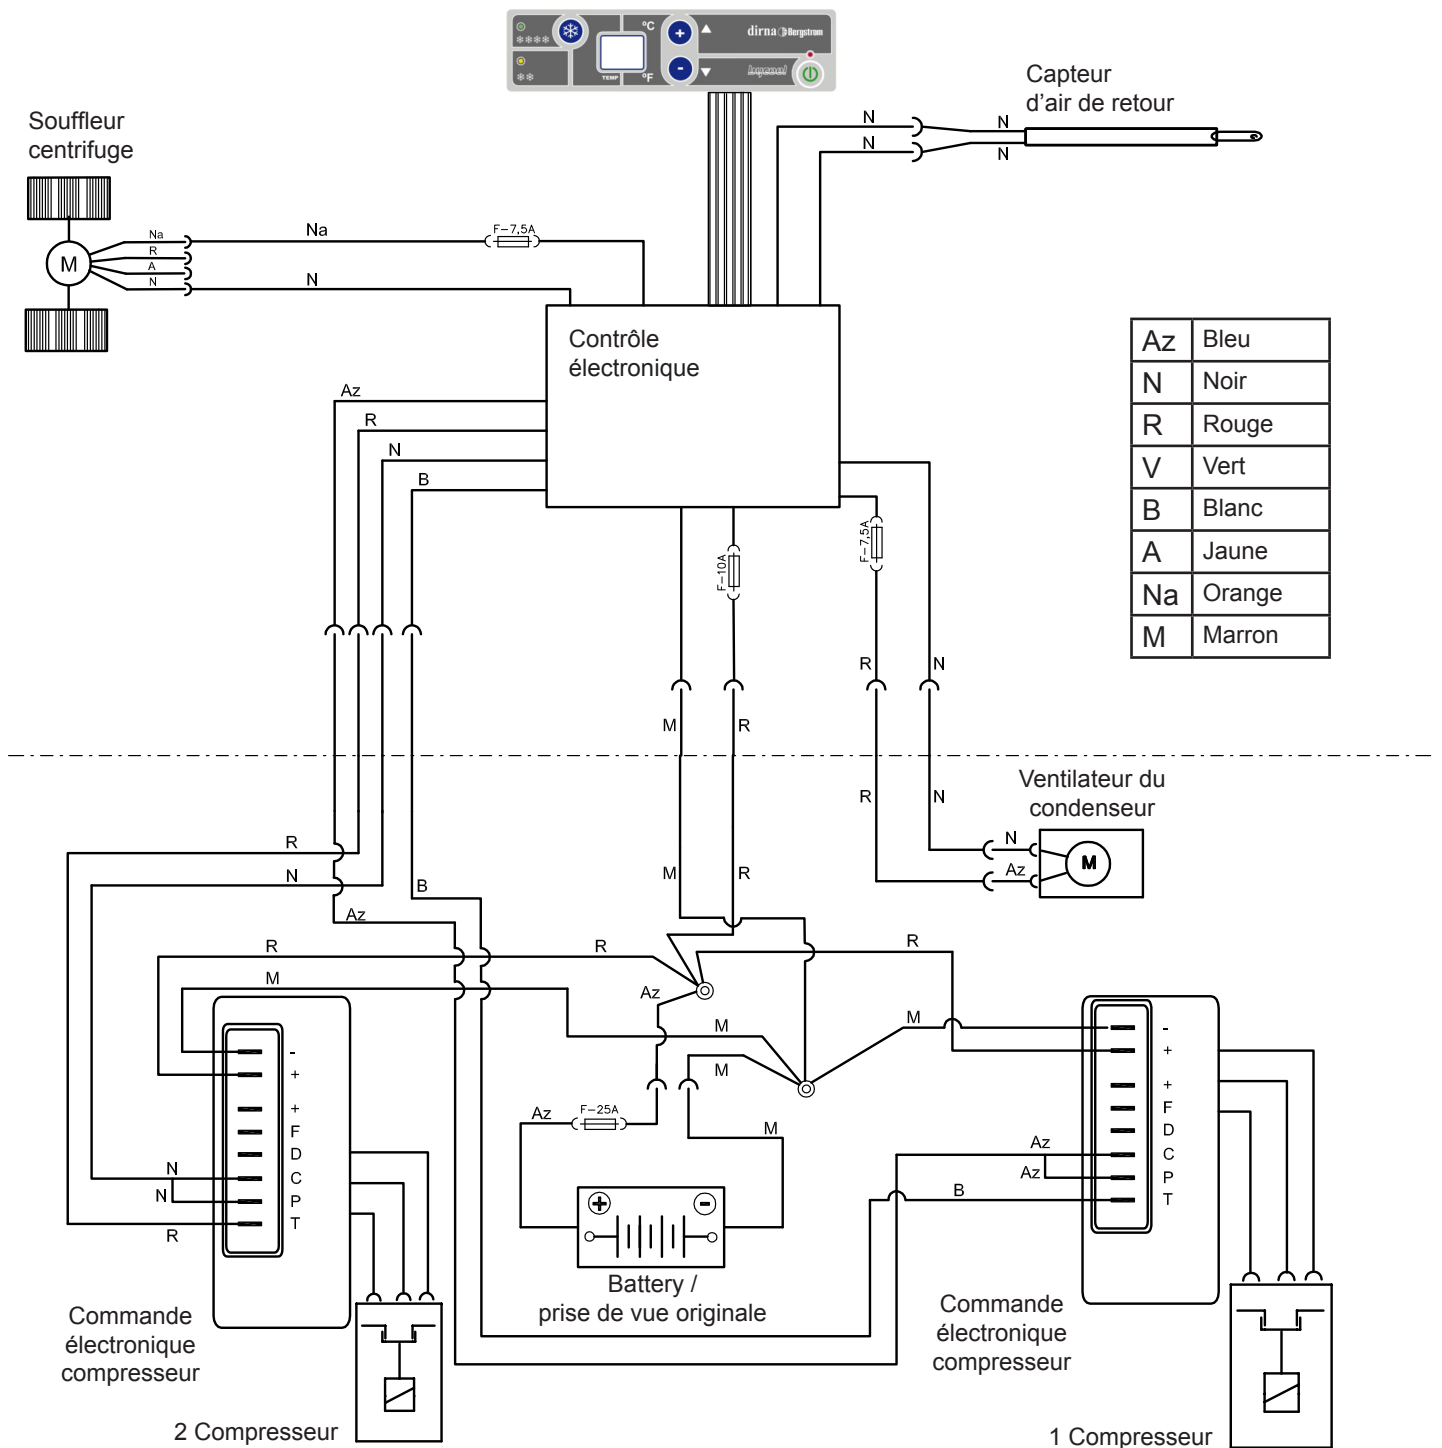 °C
°F
TEMP
+
-
dirna Bergstrom
bycool
Capteur
d'air de retour
N
N
N
N
Souffleur
centrifuge
M
Na
R
A
N
Na
N
F-7,5A
Contrôle
électronique
Az
R
N
B
F-10A
F-7,5A
Az Bleu
N Noir
R Rouge
V Vert
B Blanc
A Jaune
Na Orange
M Marron
R
N
M
R
Ventilateur du
condenseur
R
N
N
Az
M
R
N
M
R
B
Az
R
R
R
M
Az
M
M
M
-
+
+
F
D
C
P
T
N
N
R
Az
F-25A
M
+
-
Battery /
prise de vue originale
-
+
+
F
D
C
P
T
Az
Az
B
Commande
électronique
compresseur
2 Compresseur
Commande
électronique
compresseur
1 Compresseur